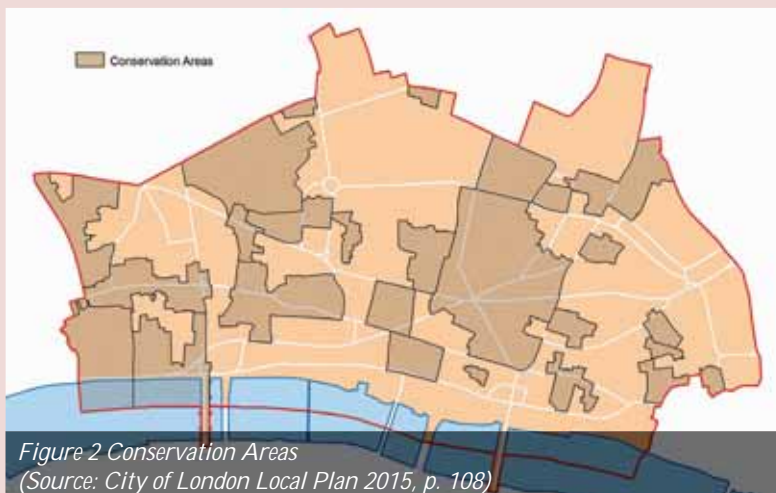 Conservation Areas
Figure 2 Conservation Areas
(Source: City of London Local Plan 2015, p. 108)